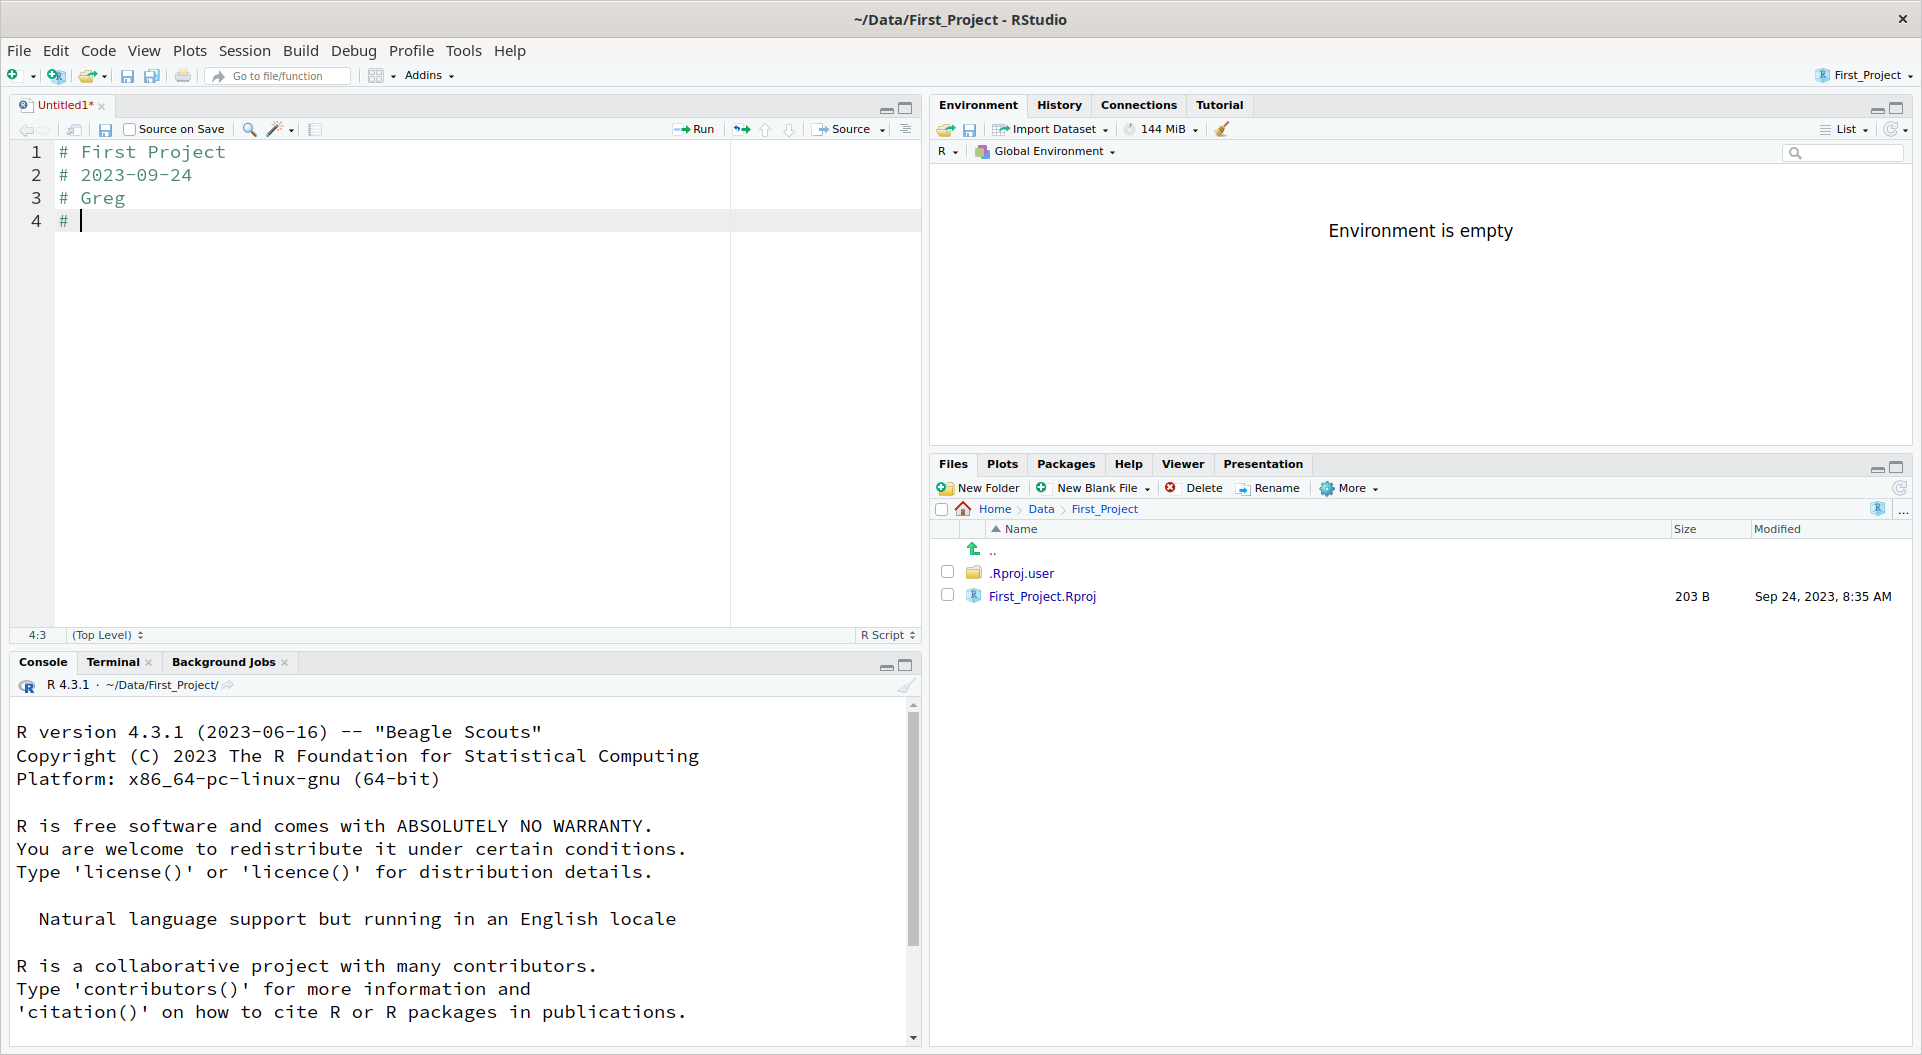 ~/Data/First_Project - RStudio
File Edit Code View Plots Session Build Debug Profile Tools Help
Go to file/function Addins First_Project
Untitled1*
Source on Save Run Source
1 # First Project
2 # 2023-09-24
3 # Greg
4 #
4:3 (Top Level) R Script
Console Terminal Background Jobs
R 4.3.1 · ~/Data/First_Project/
R version 4.3.1 (2023-06-16) -- "Beagle Scouts"
Copyright (C) 2023 The R Foundation for Statistical Computing
Platform: x86_64-pc-linux-gnu (64-bit)
R is free software and comes with ABSOLUTELY NO WARRANTY.
You are welcome to redistribute it under certain conditions.
Type 'license()' or 'licence()' for distribution details.
Natural language support but running in an English locale
R is a collaborative project with many contributors.
Type 'contributors()' for more information and
'citation()' on how to cite R or R packages in publications.
Environment History Connections Tutorial
Import Dataset 144 MiB List
R Global Environment
Environment is empty
Files Plots Packages Help Viewer Presentation
New Folder New Blank File Delete Rename More
Home Data First_Project ...
Name Size Modified
..
.Rproj.user
First_Project.Rproj 203 B Sep 24, 2023, 8:35 AM